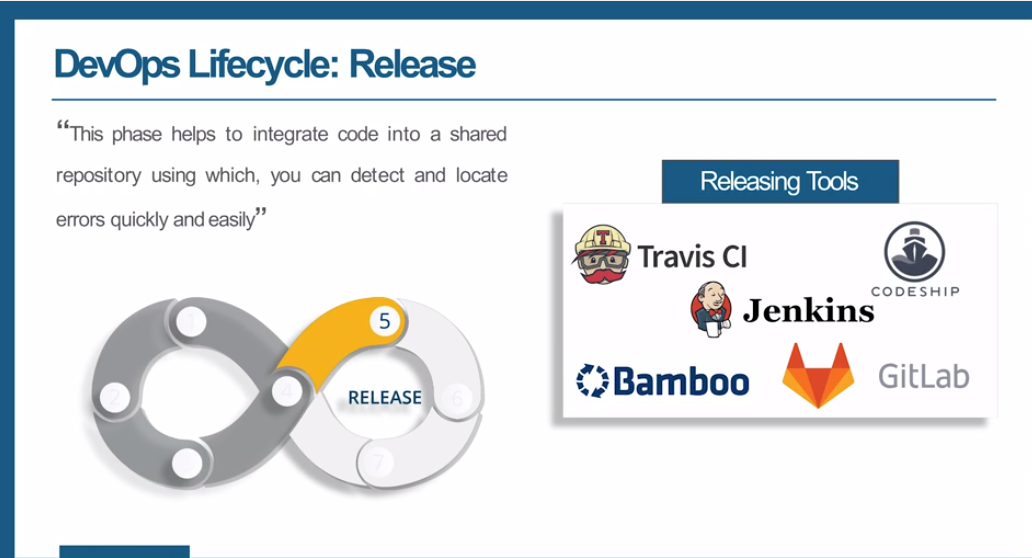 DevOps Lifecycle: Release
“This phase helps to integrate code into a shared
repository using which, you can detect and locate
errors quickly and easily”
Releasing Tools
Travis CI
CODESHIP
Jenkins
Bamboo
GitLab
T
1
2
4
5
6
7
RELEASE